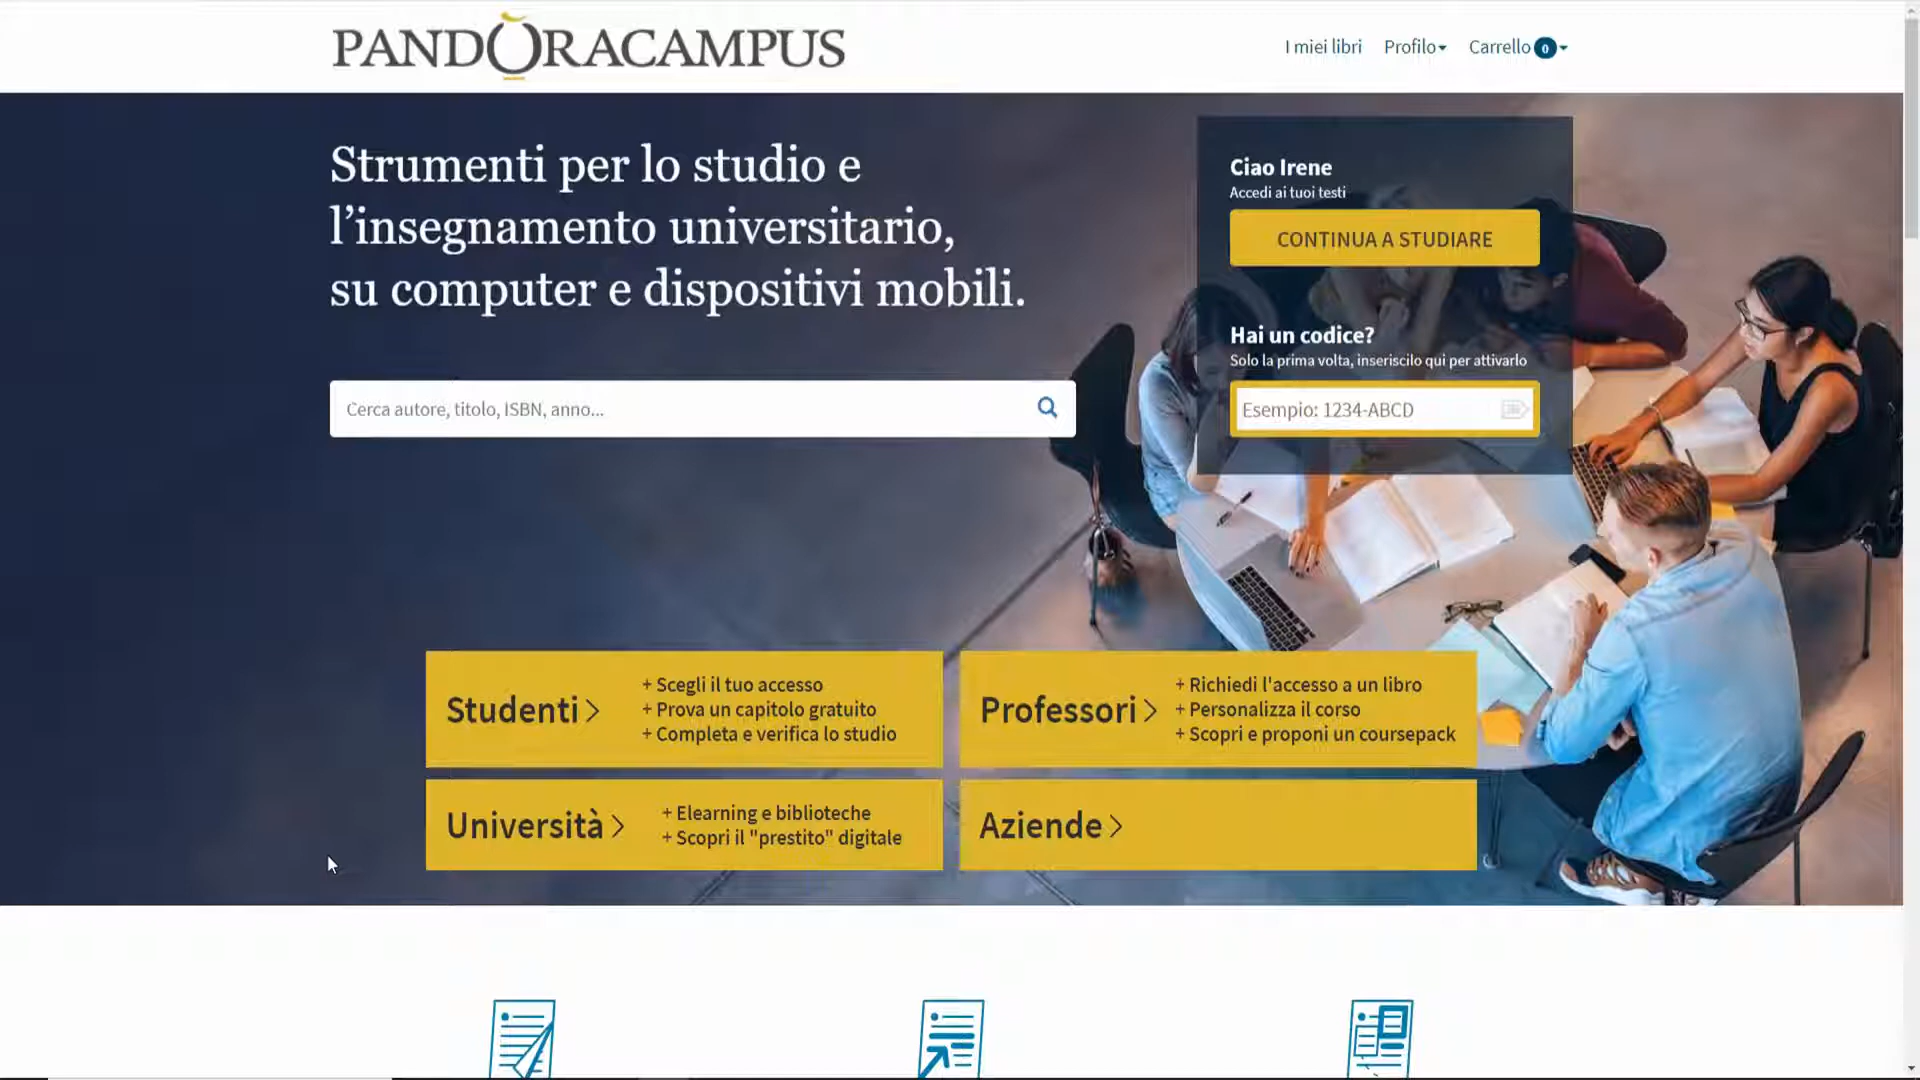 PANDORACAMPUS
I miei libri Profilo Carrello 0
Strumenti per lo studio e
l’insegnamento universitario,
su computer e dispositivi mobili.
Cerca autore, titolo, ISBN, anno...
Ciao Irene
Accedi ai tuoi testi
CONTINUA A STUDIARE
Hai un codice?
Solo la prima volta, inseriscilo qui per attivarlo
Esempio: 1234-ABCD
Studenti
+ Scegli il tuo accesso
+ Prova un capitolo gratuito
+ Completa e verifica lo studio
Professori
+ Richiedi l'accesso a un libro
+ Personalizza il corso
+ Scopri e proponi un coursepack
Università
+ Elearning e biblioteche
+ Scopri il "prestito" digitale
Aziende